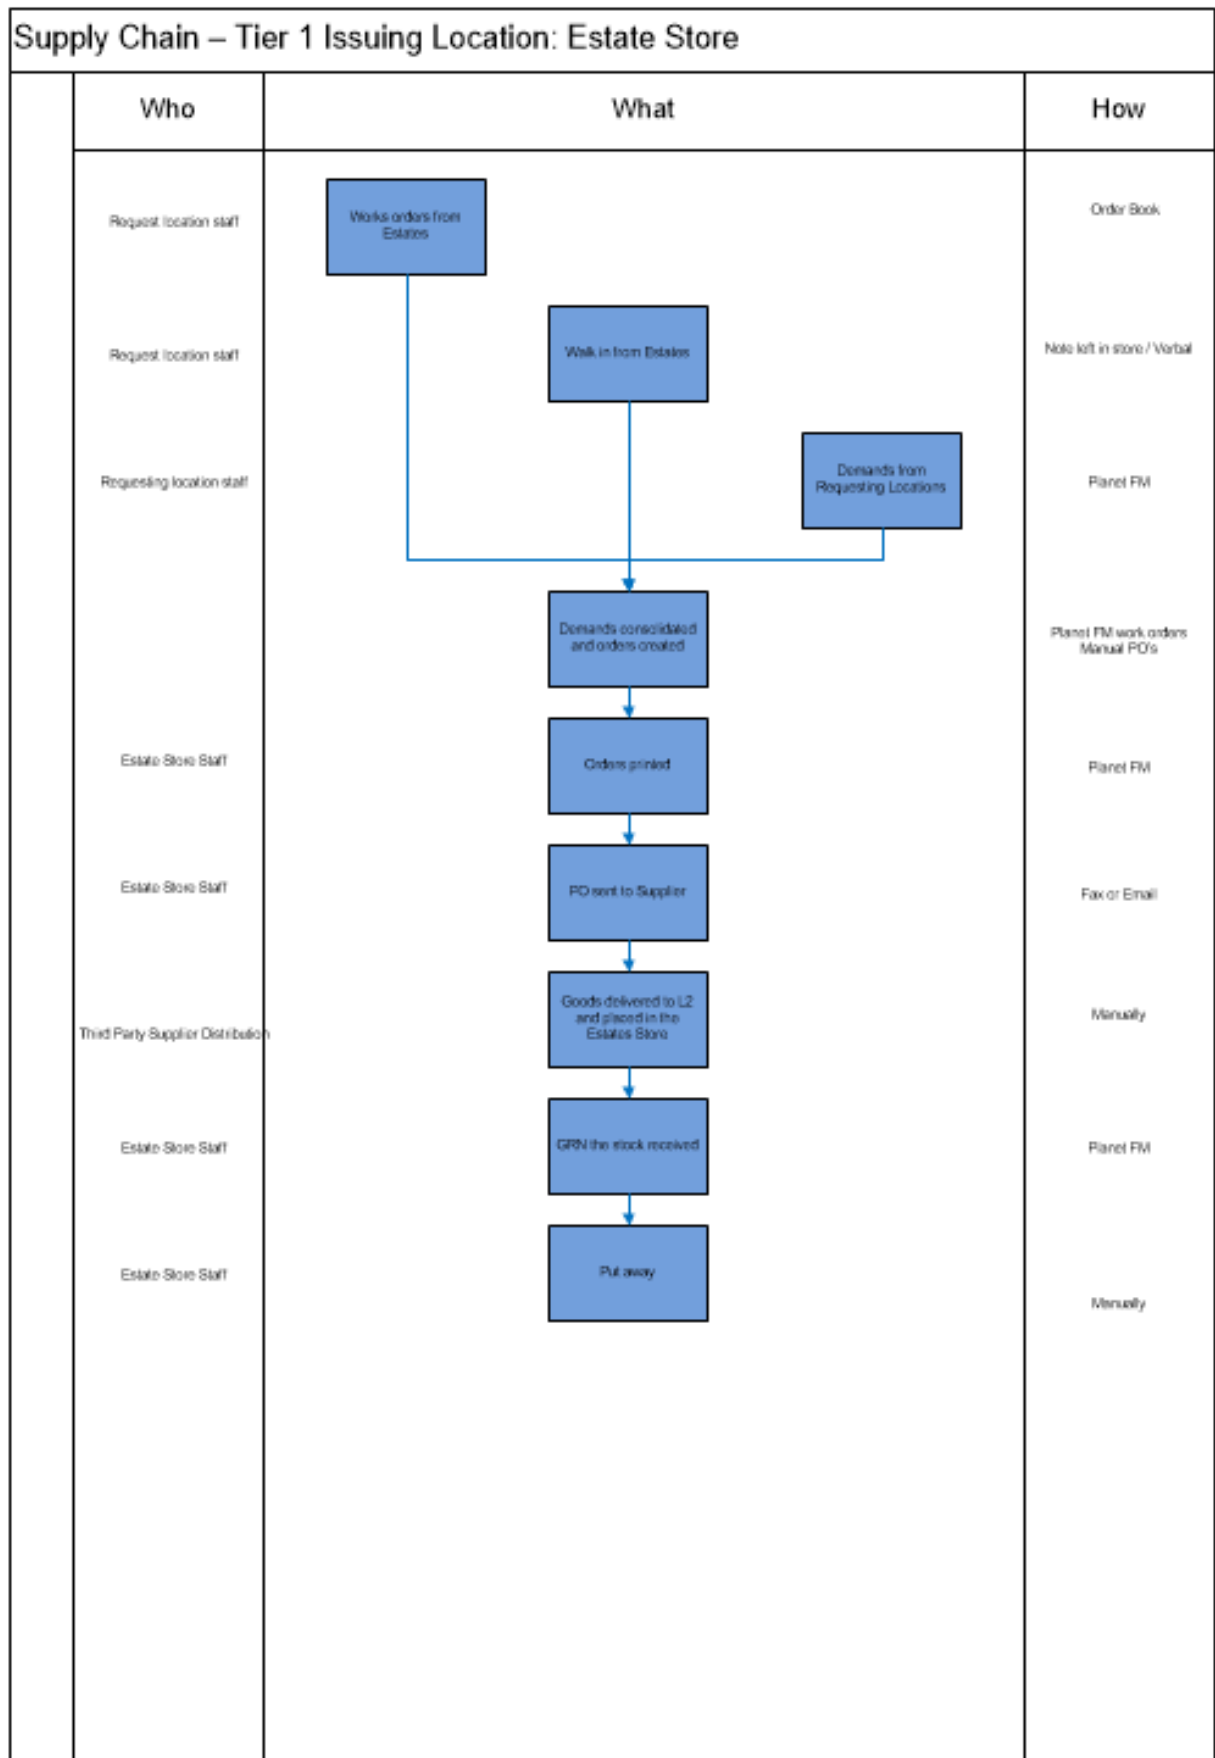 Supply Chain – Tier 1 Issuing Location: Estate Store
Who
What
How
Request location staff
Works orders from
Estates
Order Book
Request location staff
Walk in from Estates
Note left in store / Verbal
Requesting location staff
Demands from
Requesting Locations
Planet FM
Demands consolidated
and orders created
Planet FM work orders
Manual PO's
Estate Store Staff
Orders printed
Planet FM
Estate Store Staff
PO sent to Supplier
Fax or Email
Third Party Supplier Distribution
Goods delivered to L2
and placed in the
Estates Store
Manually
Estate Store Staff
GRN the stock received
Planet FM
Estate Store Staff
Put away
Manually